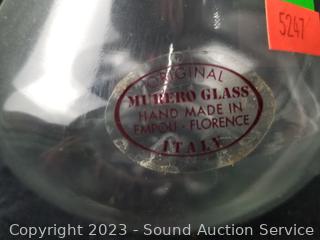 5247
ORIGINAL
MURERO GLASS
HAND MADE IN
EMPOLI - FLORENCE
ITALY
Copyright 2023 - Sound Auction Service